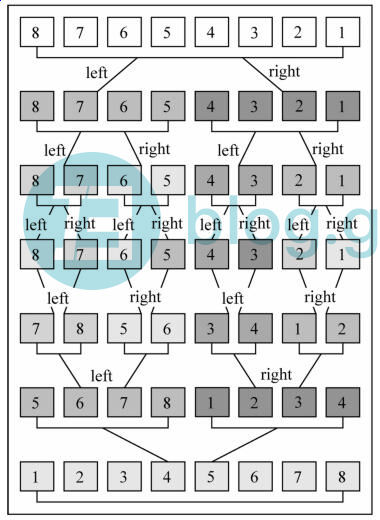 8 7 6 5 4 3 2 1
left right
8 7 6 5 4 3 2 1
left right left right
8 7 6 5 4 3 2 1
left right left right left right left right
8 7 6 5 4 3 2 1
left right left right
7 8 5 6 3 4 1 2
left right
5 6 7 8 1 2 3 4
1 2 3 4 5 6 7 8
blog.g